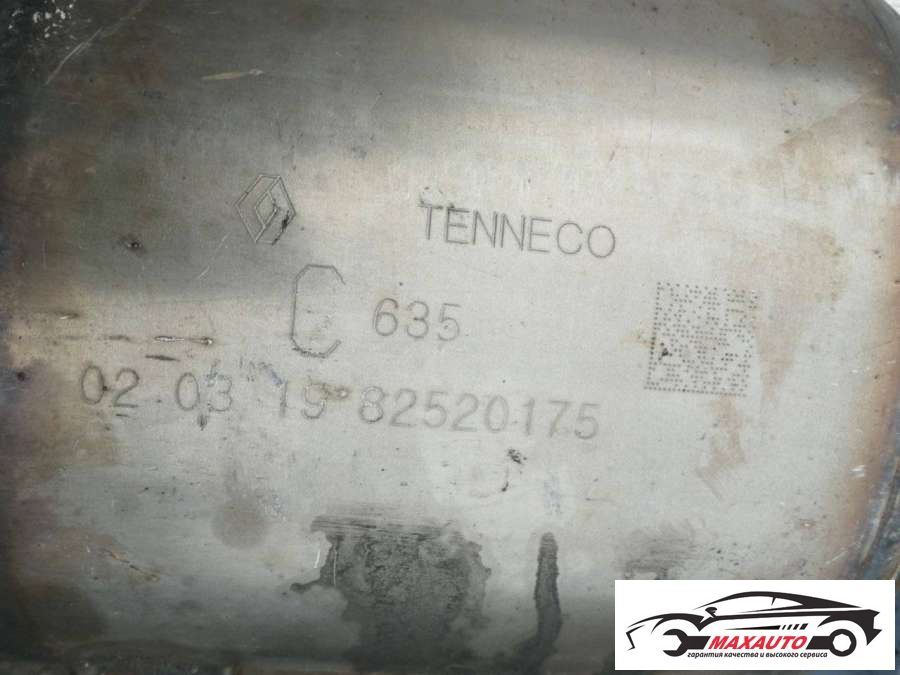 TENNECO
C 635
02 03 19 82520175
MAXAUTO
гарантия качества и высокого сервиса